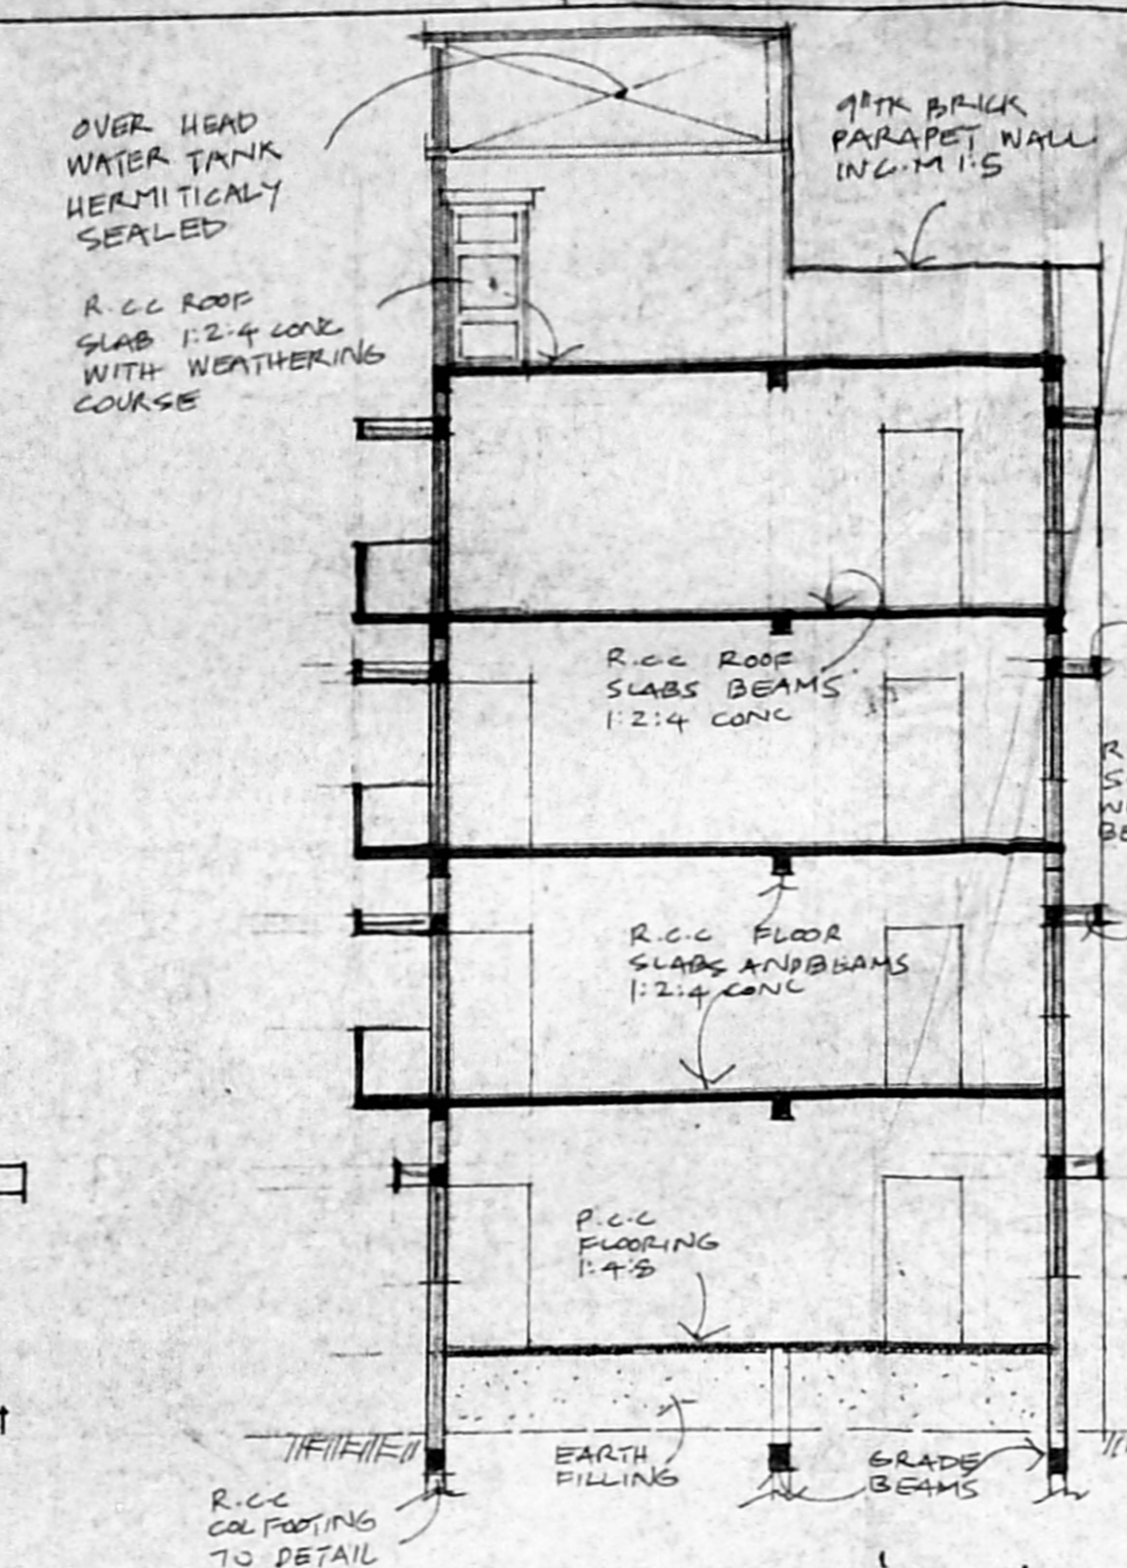 OVER HEAD
WATER TANK
HERMITICALY
SEALED
9"TK BRICK
PARAPET WALL
IN C.M 1:5
R.C.C ROOF
SLAB 1:2:4 CONC
WITH WEATHERING
COURSE
R.C.C ROOF
SLABS BEAMS
1:2:4 CONC
R.C.C FLOOR
SLABS AND BEAMS
1:2:4 CONC
P.C.C
FLOORING
1:4:8
EARTH
FILLING
GRADE
BEAMS
R.C.C
COL FOOTING
TO DETAIL